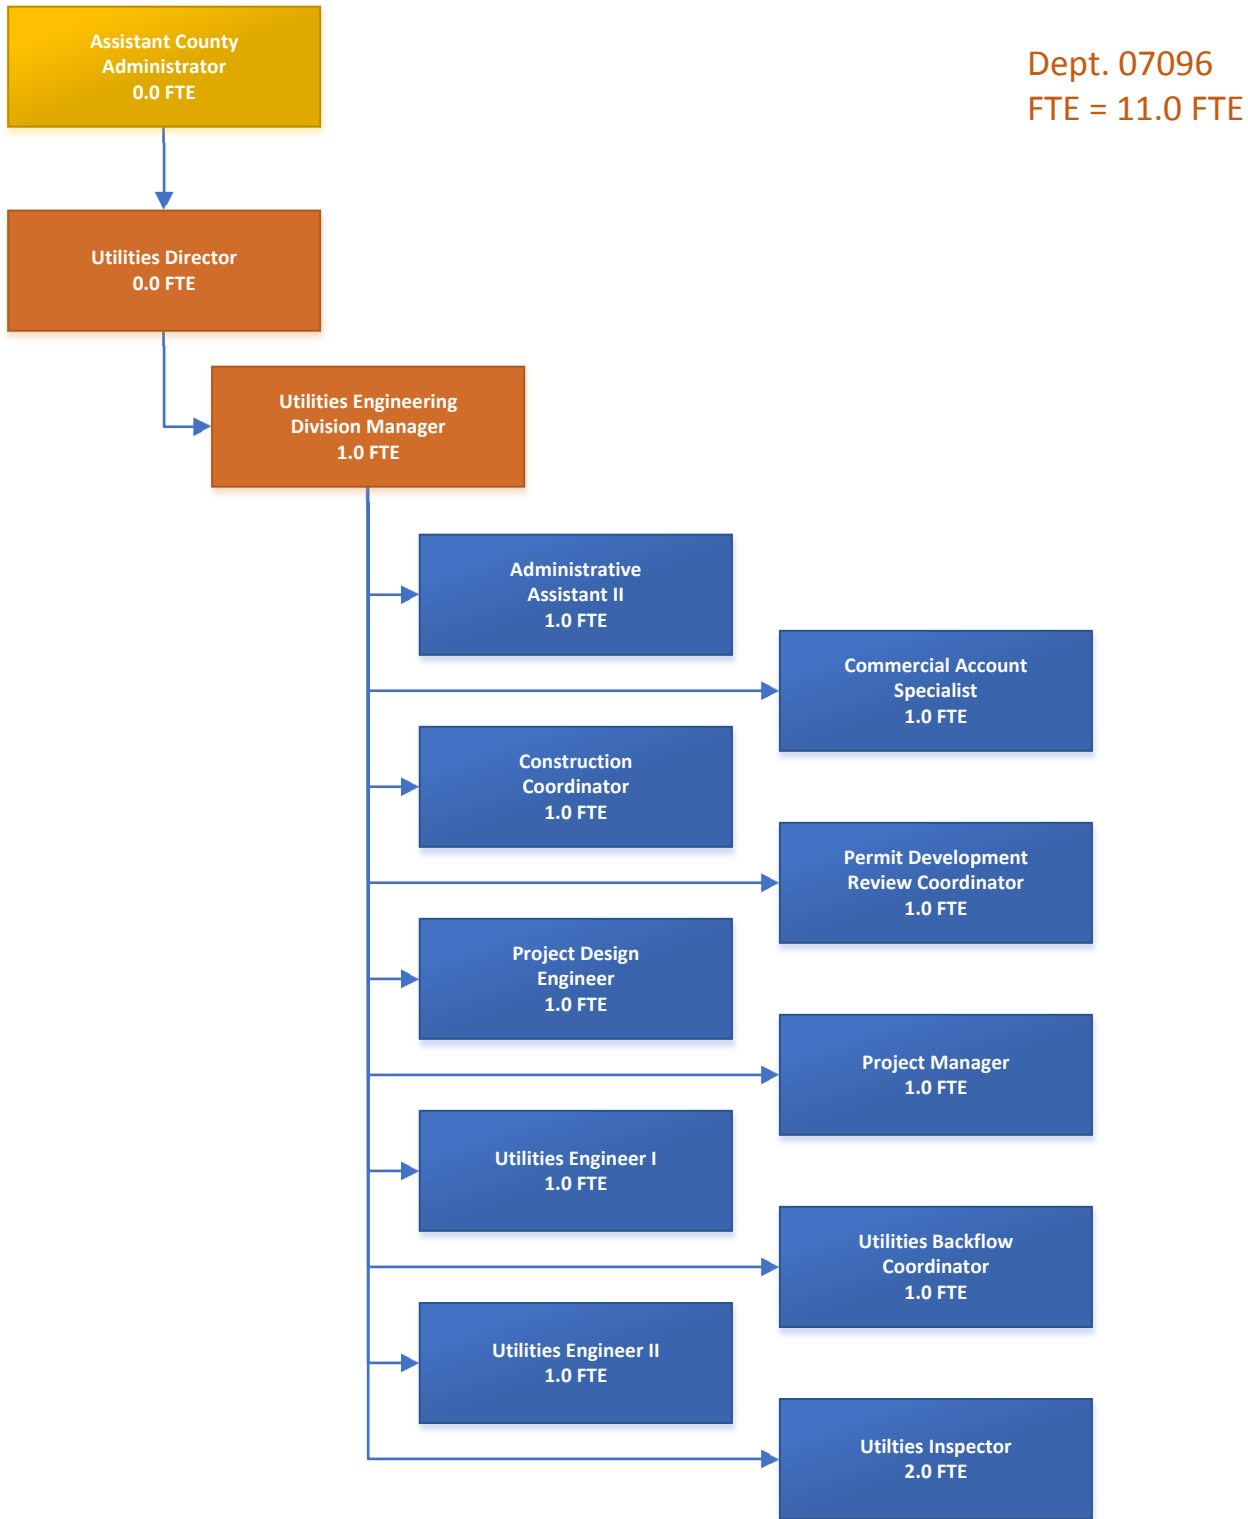 Assistant County
Administrator
0.0 FTE
Dept. 07096
FTE = 11.0 FTE
Utilities Director
0.0 FTE
Utilities Engineering
Division Manager
1.0 FTE
Administrative
Assistant II
1.0 FTE
Commercial Account
Specialist
1.0 FTE
Construction
Coordinator
1.0 FTE
Permit Development
Review Coordinator
1.0 FTE
Project Design
Engineer
1.0 FTE
Project Manager
1.0 FTE
Utilities Engineer I
1.0 FTE
Utilities Backflow
Coordinator
1.0 FTE
Utilities Engineer II
1.0 FTE
Utilties Inspector
2.0 FTE